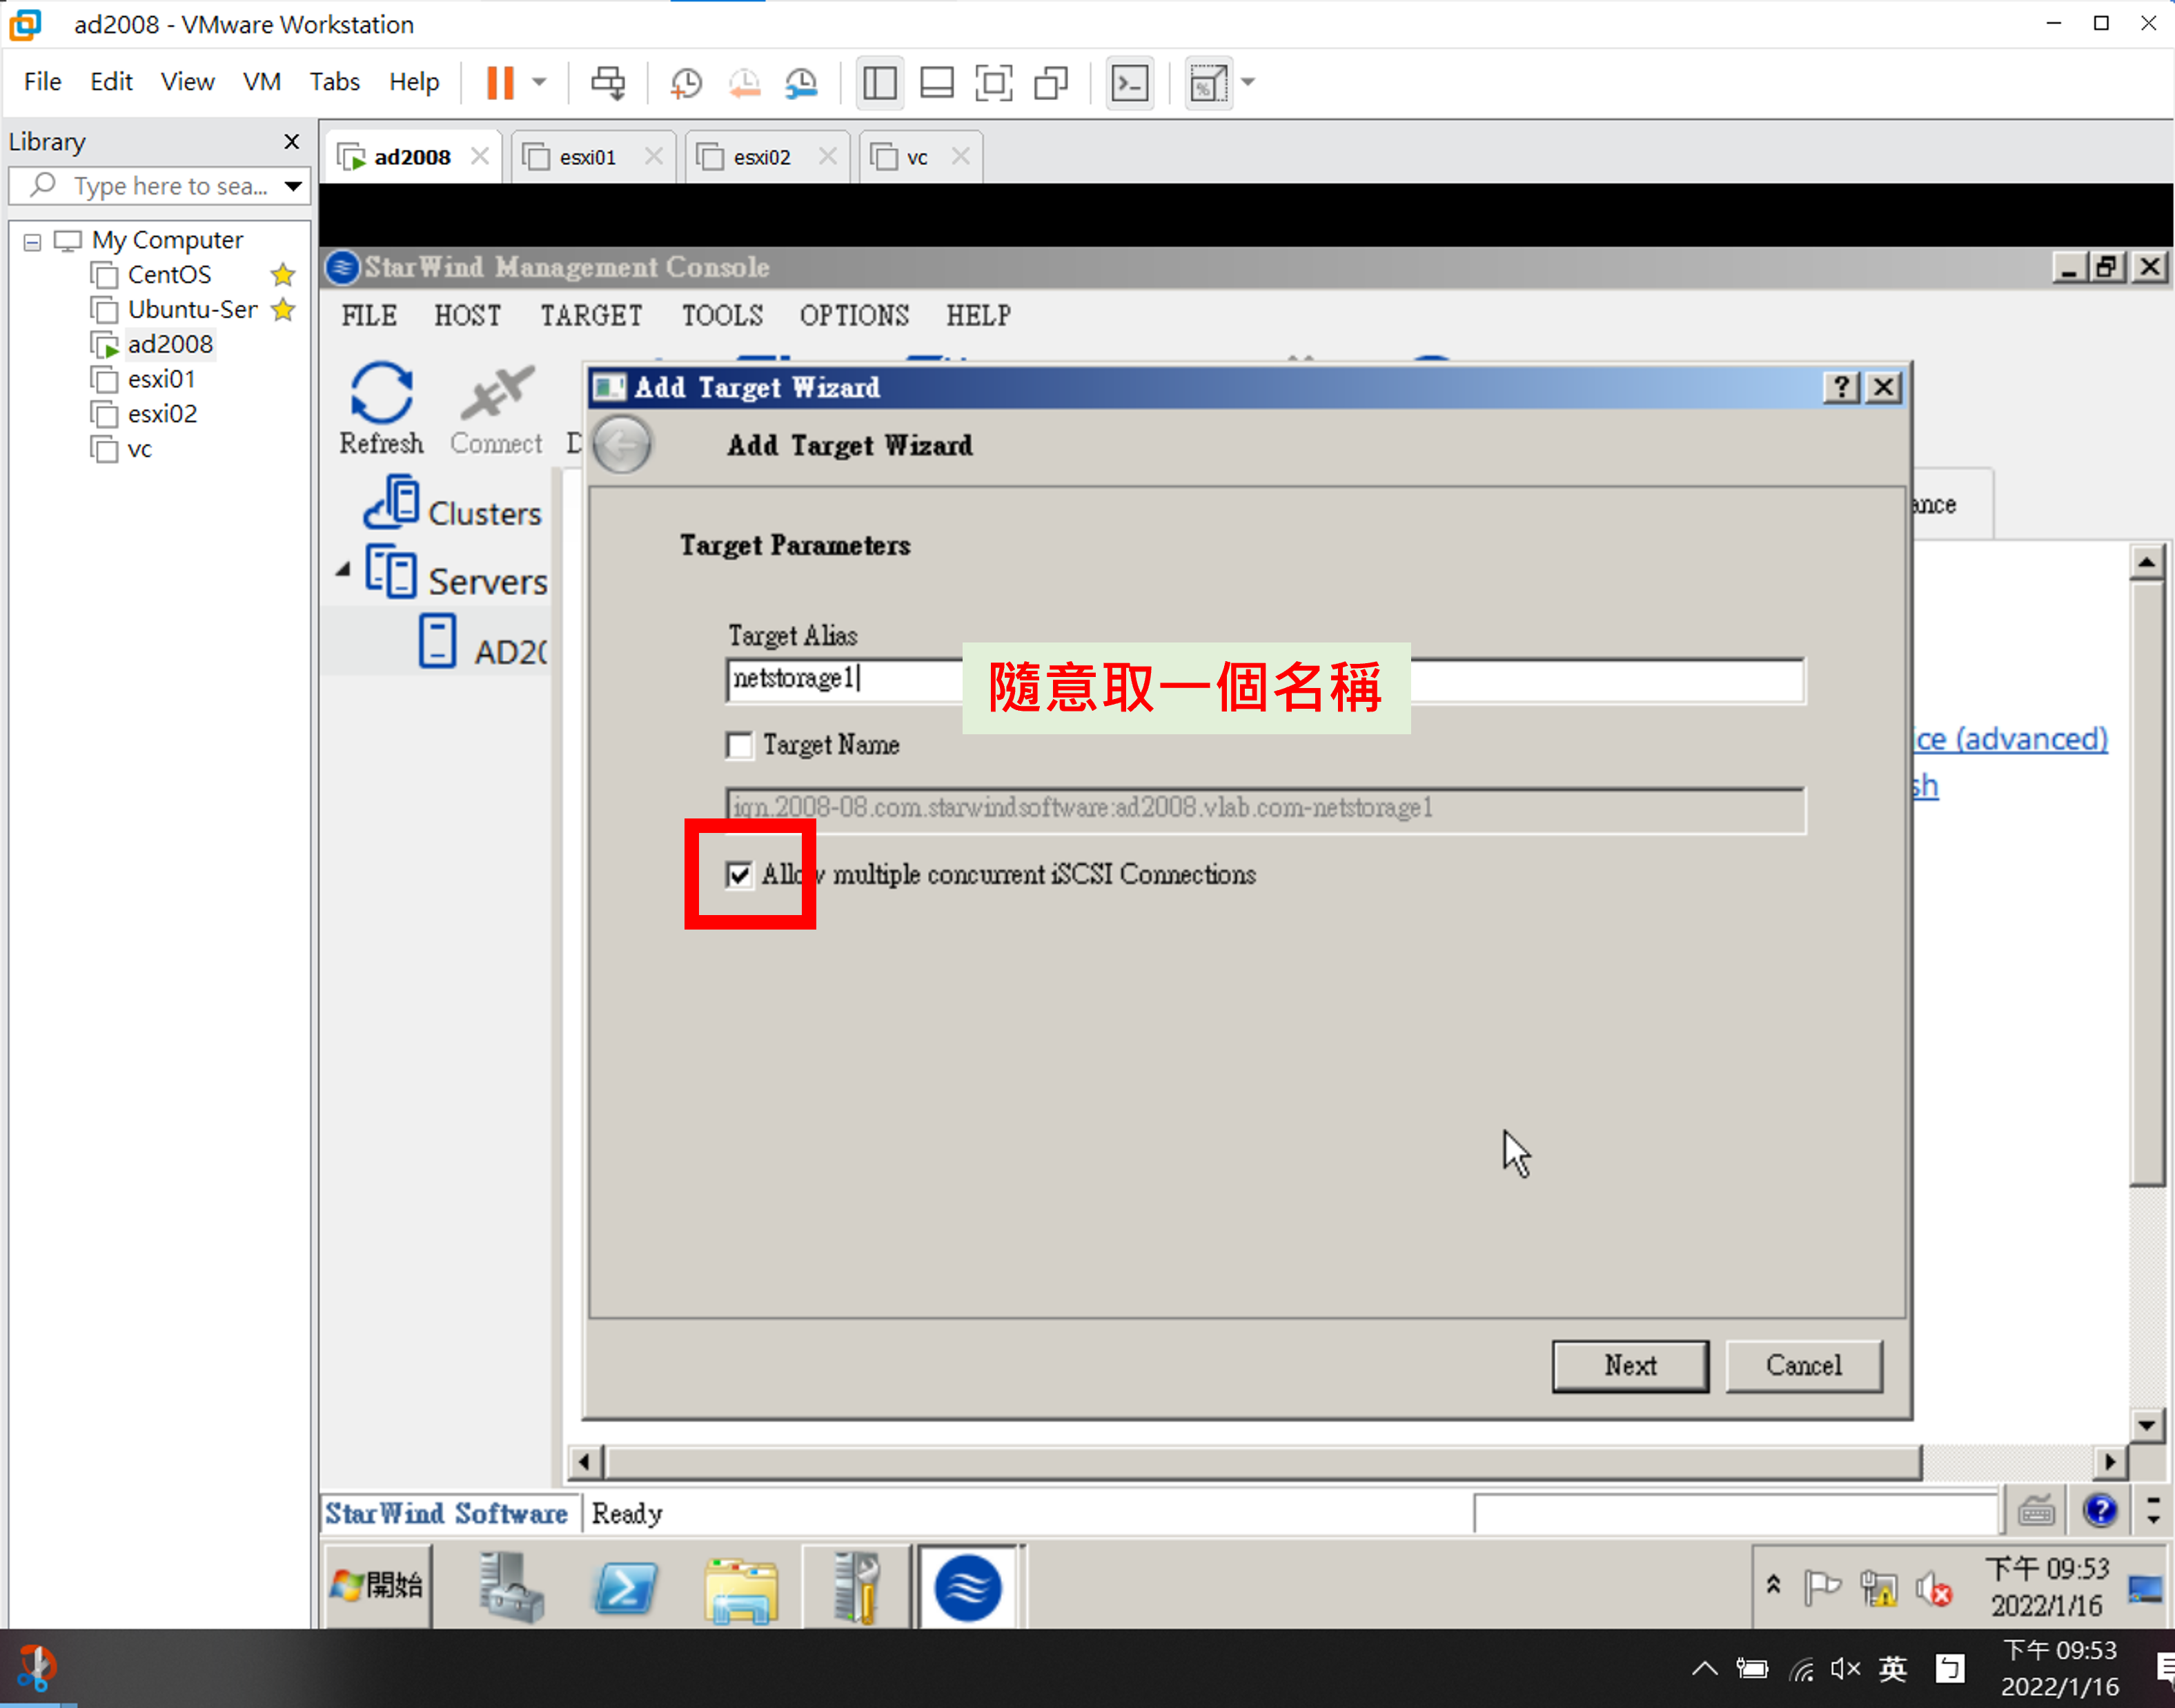 ad2008 - VMware Workstation
File Edit View VM Tabs Help
Library
Type here to sea...
My Computer
CentOS
Ubuntu-Ser
ad2008
esxi01
esxi02
vc
ad2008 esxi01 esxi02 vc
StarWind Management Console
FILE HOST TARGET TOOLS OPTIONS HELP
Refresh Connect D
Clusters
Servers
AD20
Add Target Wizard
Add Target Wizard
Target Parameters
Target Alias
netstorage1
隨意取一個名稱
Target Name
iqn.2008-08.com.starwindsoftware:ad2008.vlab.com-netstorage1
Allow multiple concurrent iSCSI Connections
Next Cancel
ance
ice (advanced)
sh
StarWind Software Ready
開始
下午 09:53
2022/1/16
英
下午 09:53
2022/1/16